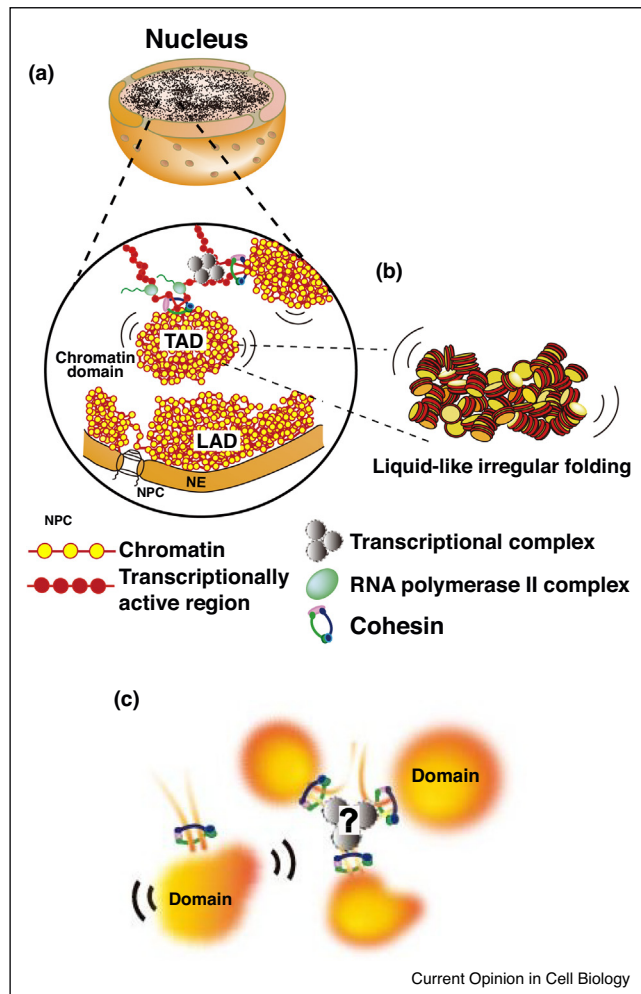 Nucleus
(a)
TAD
Chromatin
domain
LAD
NE
NPC
(b)
Liquid-like irregular folding
NPC
Chromatin
Transcriptionally
active region
Transcriptional complex
RNA polymerase II complex
Cohesin
(c)
Domain
?
Domain
Current Opinion in Cell Biology